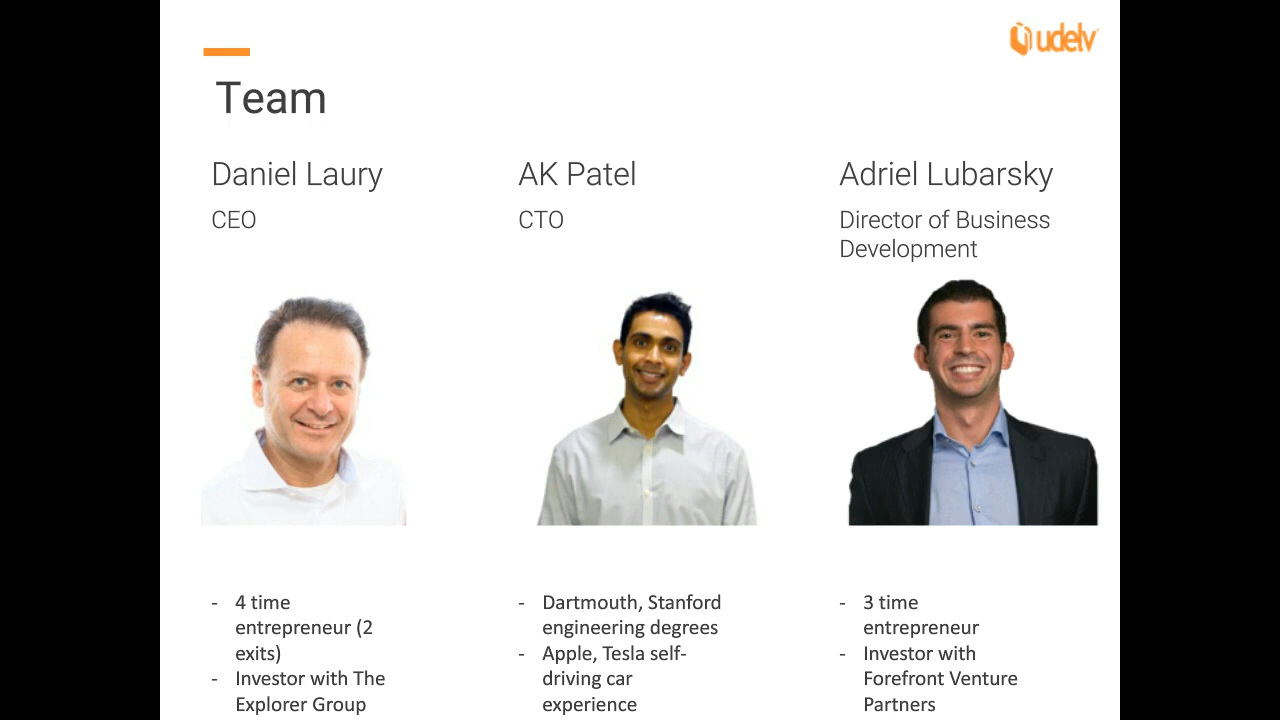 udelv
Team
Daniel Laury
CEO
AK Patel
CTO
Adriel Lubarsky
Director of Business
Development
- 4 time
entrepreneur (2
exits)
- Investor with The
Explorer Group
- Dartmouth, Stanford
engineering degrees
- Apple, Tesla self-
driving car
experience
- 3 time
entrepreneur
- Investor with
Forefront Venture
Partners